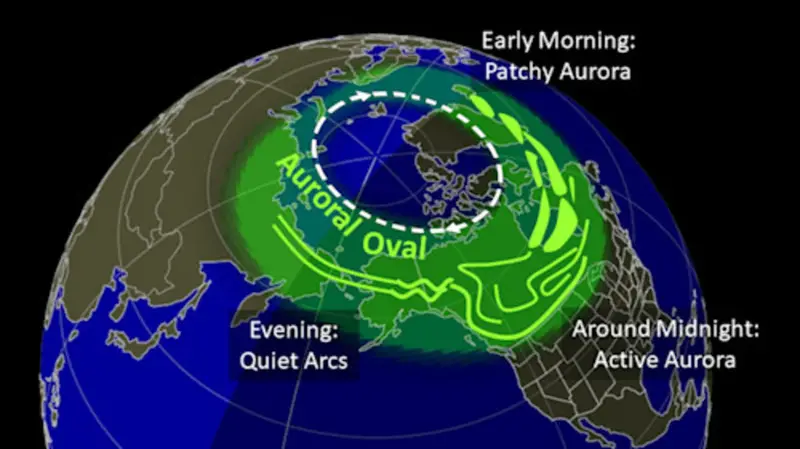 Early Morning:
Patchy Aurora
Auroral Oval
Evening:
Quiet Arcs
Around Midnight:
Active Aurora